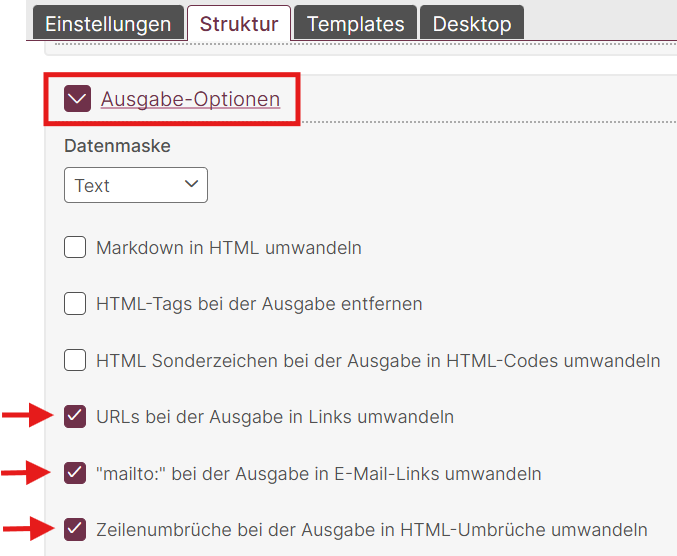 Einstellungen Struktur Templates Desktop
Ausgabe-Optionen
Datenmaske
Text
Markdown in HTML umwandeln
HTML-Tags bei der Ausgabe entfernen
HTML Sonderzeichen bei der Ausgabe in HTML-Codes umwandeln
URLs bei der Ausgabe in Links umwandeln
"mailto:" bei der Ausgabe in E-Mail-Links umwandeln
Zeilenumbrüche bei der Ausgabe in HTML-Umbrüche umwandeln